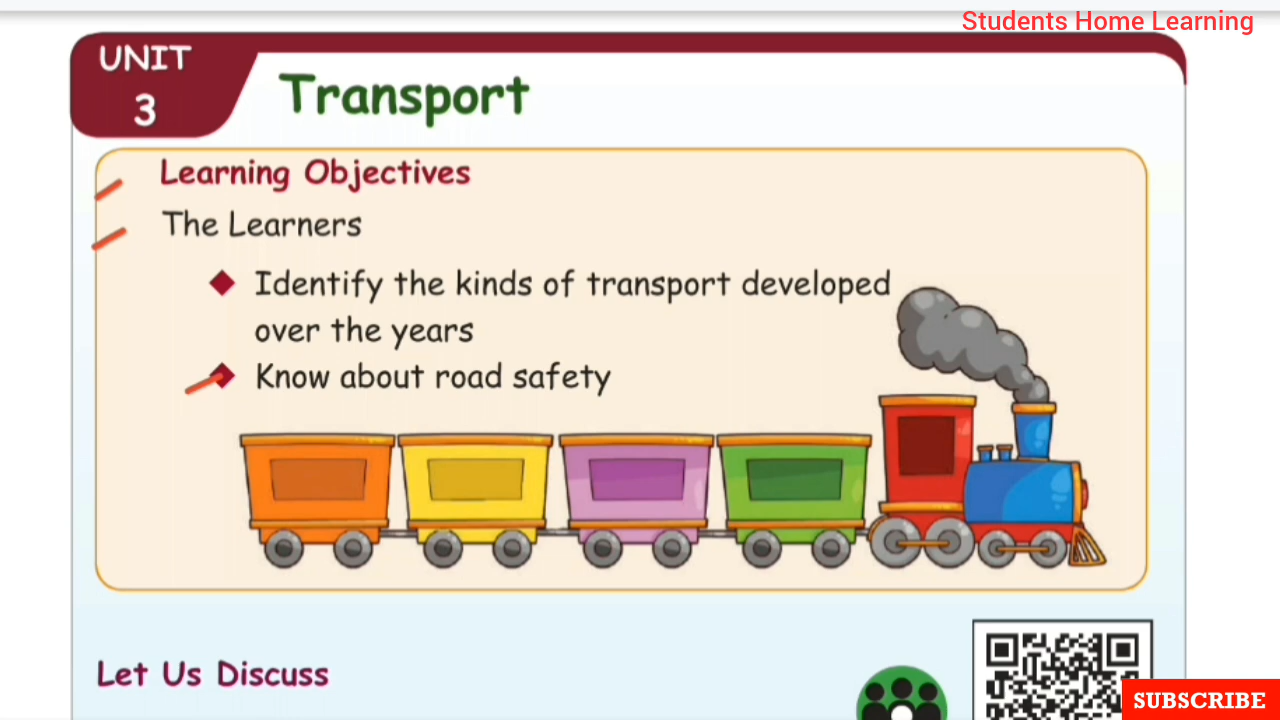 Students Home Learning
UNIT
3
Transport
Learning Objectives
The Learners
Identify the kinds of transport developed
over the years
Know about road safety
Let Us Discuss
SUBSCRIBE